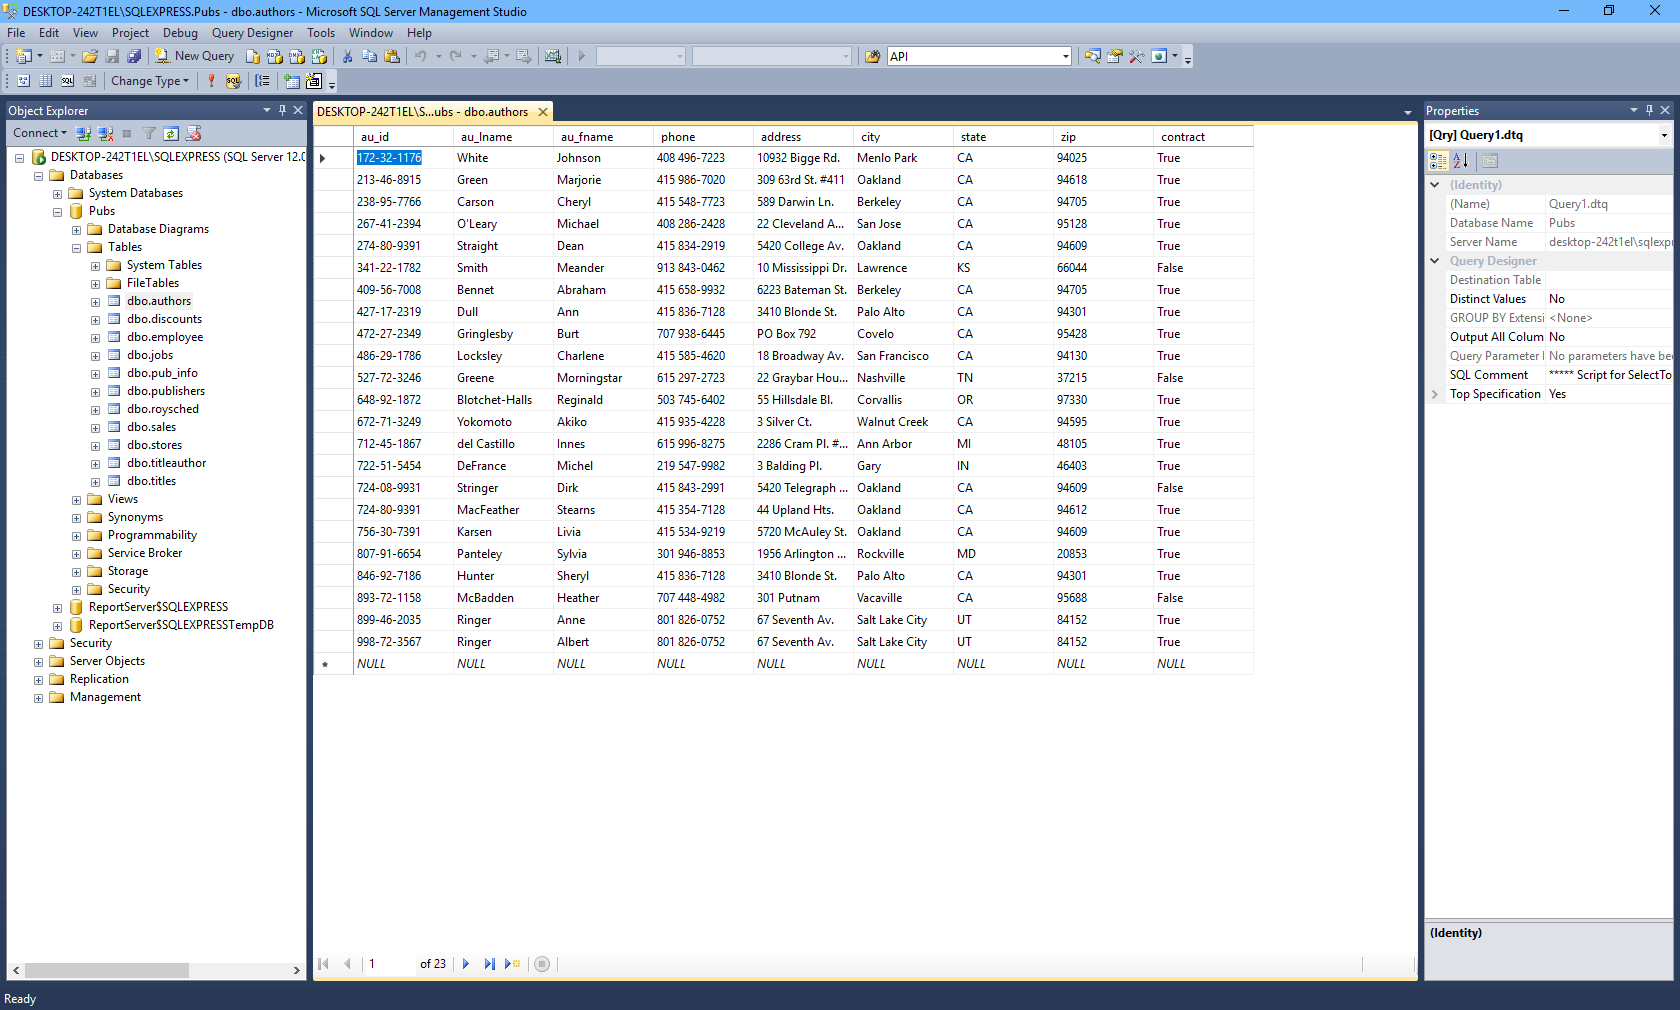 DESKTOP-242T1EL\SQLEXPRESS.Pubs - dbo.authors - Microsoft SQL Server Management Studio
File Edit View Project Debug Query Designer Tools Window Help
New Query API
Change Type
Object Explorer
Connect
DESKTOP-242T1EL\SQLEXPRESS (SQL Server 12.0
Databases
System Databases
Pubs
Database Diagrams
Tables
System Tables
FileTables
dbo.authors
dbo.discounts
dbo.employee
dbo.jobs
dbo.pub_info
dbo.publishers
dbo.roysched
dbo.sales
dbo.stores
dbo.titleauthor
dbo.titles
Views
Synonyms
Programmability
Service Broker
Storage
Security
ReportServer$SQLEXPRESS
ReportServer$SQLEXPRESSTempDB
Security
Server Objects
Replication
Management
DESKTOP-242T1EL\S...ubs - dbo.authors
au_id au_lname au_fname phone address city state zip contract
172-32-1176 White Johnson 408 496-7223 10932 Bigge Rd. Menlo Park CA 94025 True
213-46-8915 Green Marjorie 415 986-7020 309 63rd St. #411 Oakland CA 94618 True
238-95-7766 Carson Cheryl 415 548-7723 589 Darwin Ln. Berkeley CA 94705 True
267-41-2394 O'Leary Michael 408 286-2428 22 Cleveland A... San Jose CA 95128 True
274-80-9391 Straight Dean 415 834-2919 5420 College Av. Oakland CA 94609 True
341-22-1782 Smith Meander 913 843-0462 10 Mississippi Dr. Lawrence KS 66044 False
409-56-7008 Bennet Abraham 415 658-9932 6223 Bateman St. Berkeley CA 94705 True
427-17-2319 Dull Ann 415 836-7128 3410 Blonde St. Palo Alto CA 94301 True
472-27-2349 Gringlesby Burt 707 938-6445 PO Box 792 Covelo CA 95428 True
486-29-1786 Locksley Charlene 415 585-4620 18 Broadway Av. San Francisco CA 94130 True
527-72-3246 Greene Morningstar 615 297-2723 22 Graybar Hou... Nashville TN 37215 False
648-92-1872 Blotchet-Halls Reginald 503 745-6402 55 Hillsdale Bl. Corvallis OR 97330 True
672-71-3249 Yokomoto Akiko 415 935-4228 3 Silver Ct. Walnut Creek CA 94595 True
712-45-1867 del Castillo Innes 615 996-8275 2286 Cram Pl. #... Ann Arbor MI 48105 True
722-51-5454 DeFrance Michel 219 547-9982 3 Balding Pl. Gary IN 46403 True
724-08-9931 Stringer Dirk 415 843-2991 5420 Telegraph ... Oakland CA 94609 False
724-80-9391 MacFeather Stearns 415 354-7128 44 Upland Hts. Oakland CA 94612 True
756-30-7391 Karsen Livia 415 534-9219 5720 McAuley St. Oakland CA 94609 True
807-91-6654 Panteley Sylvia 301 946-8853 1956 Arlington ... Rockville MD 20853 True
846-92-7186 Hunter Sheryl 415 836-7128 3410 Blonde St. Palo Alto CA 94301 True
893-72-1158 McBadden Heather 707 448-4982 301 Putnam Vacaville CA 95688 False
899-46-2035 Ringer Anne 801 826-0752 67 Seventh Av. Salt Lake City UT 84152 True
998-72-3567 Ringer Albert 801 826-0752 67 Seventh Av. Salt Lake City UT 84152 True
NULL NULL NULL NULL NULL NULL NULL NULL NULL
1 of 23
Properties
[Qry] Query1.dtq
(Identity)
(Name) Query1.dtq
Database Name Pubs
Server Name desktop-242t1el\sqlexpr
Query Designer
Destination Table
Distinct Values No
GROUP BY Extensi <None>
Output All Colum No
Query Parameter No parameters have bee
SQL Comment ***** Script for SelectTo
Top Specification Yes
(Identity)
Ready